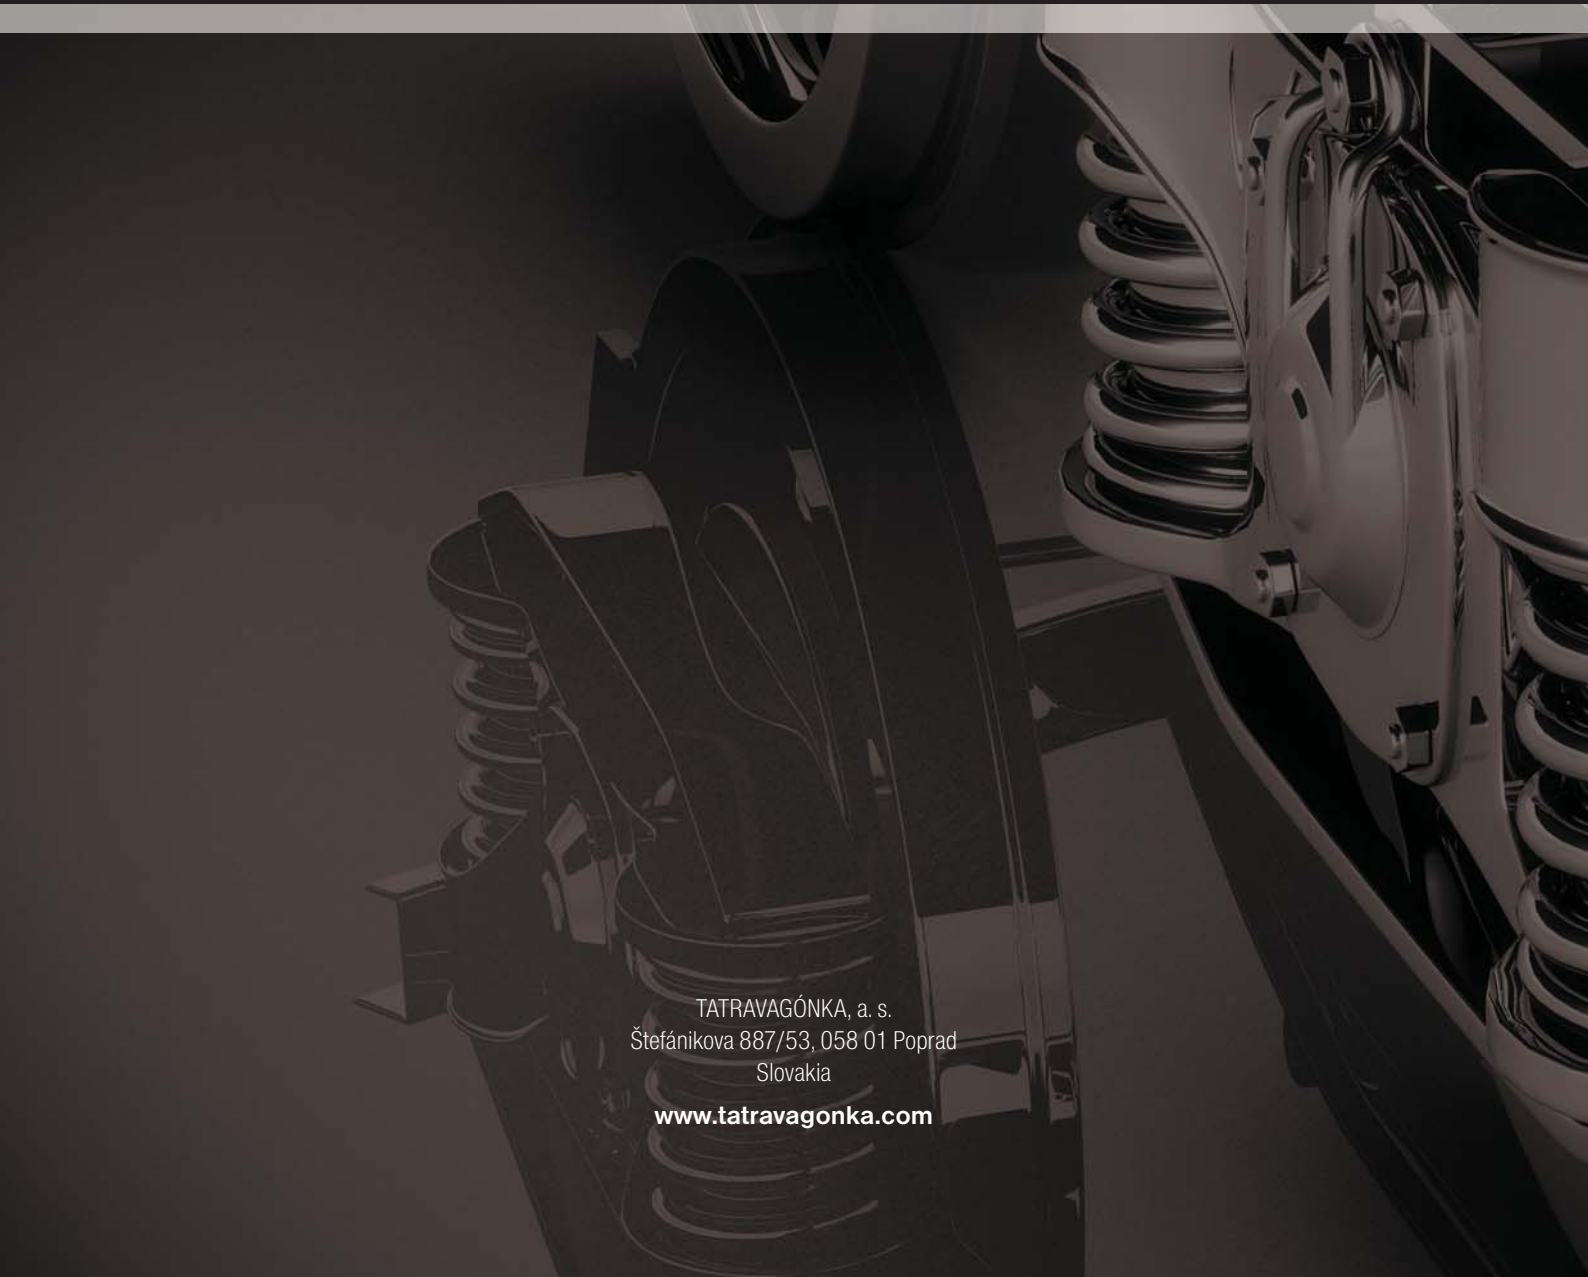 TATRAVAGÓNKA, a. s.
Štefánikova 887/53, 058 01 Poprad
Slovakia
www.tatravagonka.com